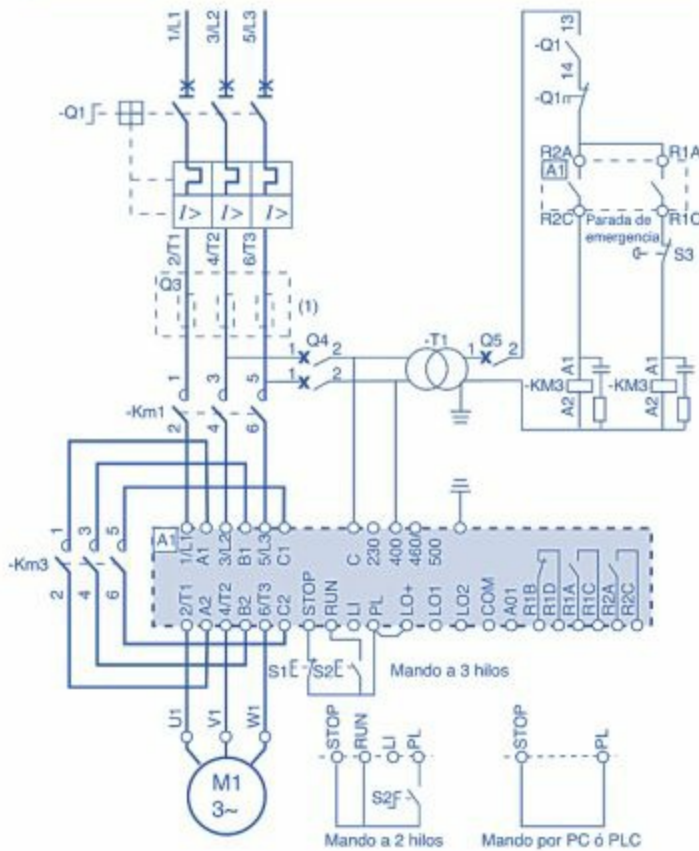 1/L1
3/L2
5/L3
13
-Q1
14
-Q1
-Q1
R2A
R1A
A1
R2C
Parada de
emergencia
R1C
S3
I>
I>
I>
2/T1
4/T2
6/T3
Q3
(1)
1
Q4
2
1
2
-T1
1
Q5
2
A1
-KM3
A2
A1
-KM3
A2
1
3
5
-Km1
2
4
6
1
3
5
-Km3
2
4
6
A1
1/L1
A1
3/L2
B1
5/L3
C1
C
230
400
460/
500
2/T1
A2
4/T2
B2
6/T3
C2
STOP
RUN
LI
PL
LO+
LO1
LO2
COM
A01
R1B
R1D
R1A
R1C
R2A
R2C
S1
S2
Mando a 3 hilos
U1
V1
W1
M1
3~
STOP
RUN
LI
PL
S2
Mando a 2 hilos
STOP
PL
Mando por PC ó PLC